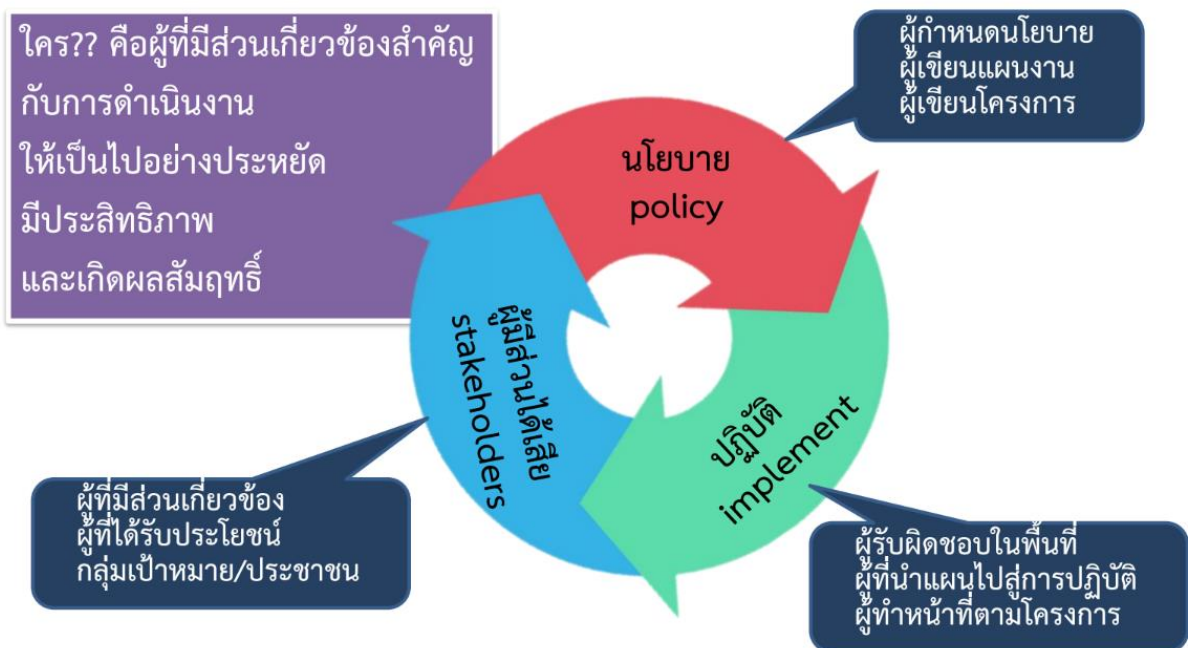 ใคร?? คือผู้ที่มีส่วนเกี่ยวข้องสำคัญ
กับการดำเนินงาน
ให้เป็นไปอย่างประหยัด
มีประสิทธิภาพ
และเกิดผลสัมฤทธิ์
ผู้กำหนดนโยบาย
ผู้เขียนแผนงาน
ผู้เขียนโครงการ
นโยบาย
policy
ผู้มีส่วนได้เสีย
stakeholders
ปฏิบัติ
implement
ผู้ที่มีส่วนเกี่ยวข้อง
ผู้ที่ได้รับประโยชน์
กลุ่มเป้าหมาย/ประชาชน
ผู้รับผิดชอบในพื้นที่
ผู้ที่นำแผนไปสู่การปฏิบัติ
ผู้ทำหน้าที่ตามโครงการ